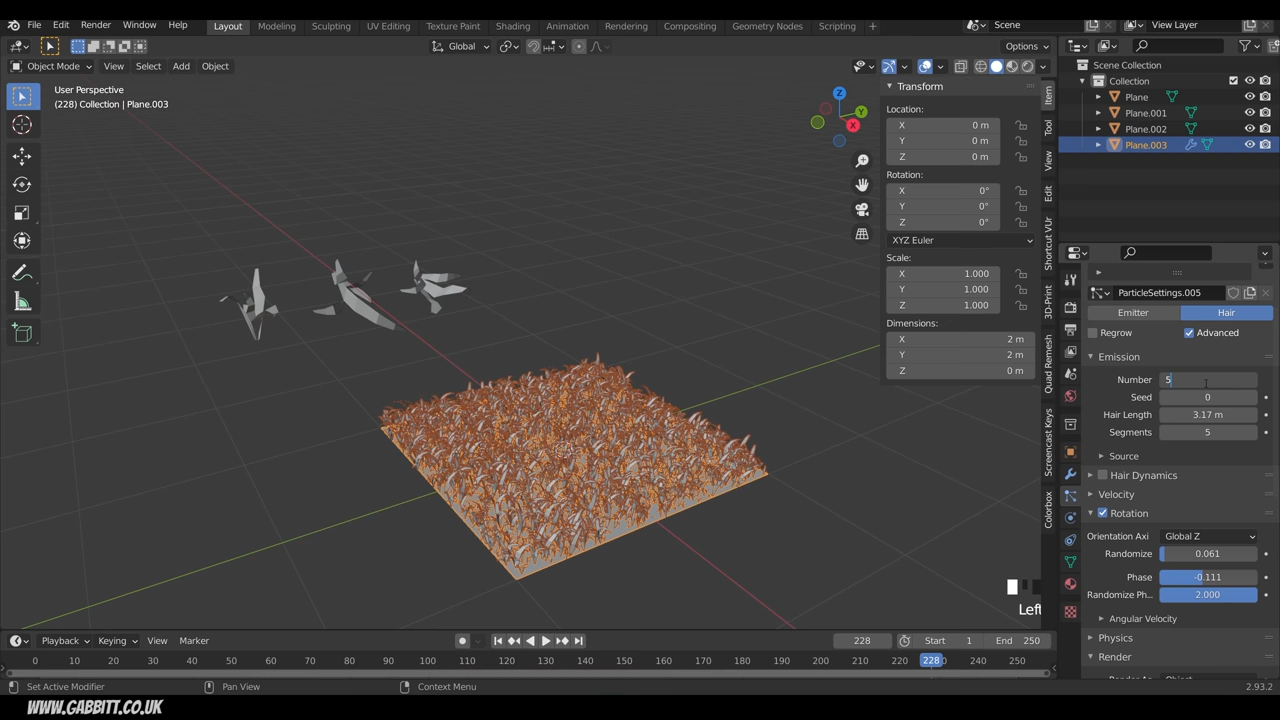 File Edit Render Window Help Layout Modeling Sculpting UV Editing Texture Paint Shading Animation Rendering Compositing Geometry Nodes Scripting + Scene View Layer
Global Options
Object Mode View Select Add Object
User Perspective
(228) Collection | Plane.003
Z
Y
X
Transform
Location:
X 0 m
Y 0 m
Z 0 m
Rotation:
X 0°
Y 0°
Z 0°
XYZ Euler
Scale:
X 1.000
Y 1.000
Z 1.000
Dimensions:
X 2 m
Y 2 m
Z 0 m
Item
Tool
View
Edit
Shortcut VUr
3D-Print
Quad Remesh
Screencast Keys
Colorbox
Scene Collection
Collection
Plane
Plane.001
Plane.002
Plane.003
ParticleSettings.005
Emitter Hair
Regrow Advanced
Emission
Number 5
Seed 0
Hair Length 3.17 m
Segments 5
Source
Hair Dynamics
Velocity
Rotation
Orientation Axi Global Z
Randomize 0.061
Phase -0.111
Randomize Ph... 2.000
Angular Velocity
Physics
Render
Left
Playback Keying View Marker 228 Start 1 End 250
0 10 20 30 40 50 60 70 80 90 100 110 120 130 140 150 160 170 180 190 200 210 220 228 240 250
Set Active Modifier Pan View Context Menu 2.93.2
WWW.GABBITT.CO.UK